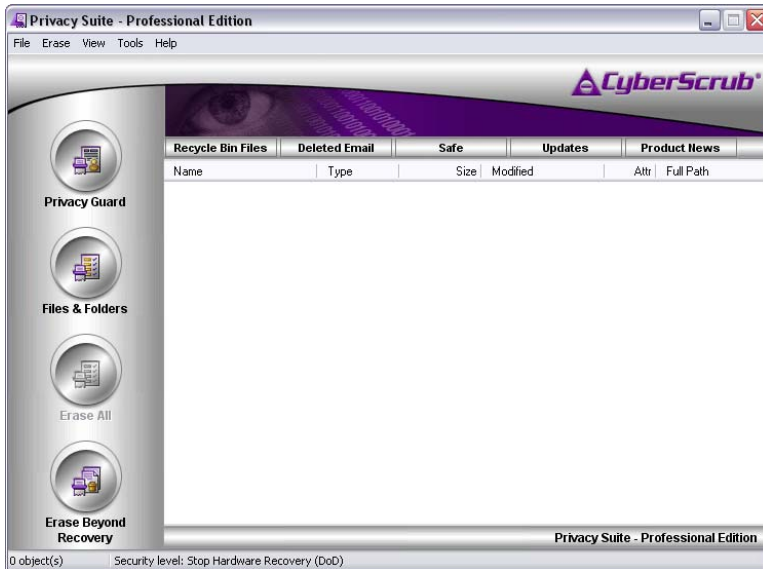 Privacy Suite - Professional Edition
File Erase View Tools Help
CyberScrub
Recycle Bin Files Deleted Email Safe Updates Product News
Name Type Size Modified Attr Full Path
Privacy Guard
Files & Folders
Erase All
Erase Beyond
Recovery
Privacy Suite - Professional Edition
0 object(s) Security level: Stop Hardware Recovery (DoD)